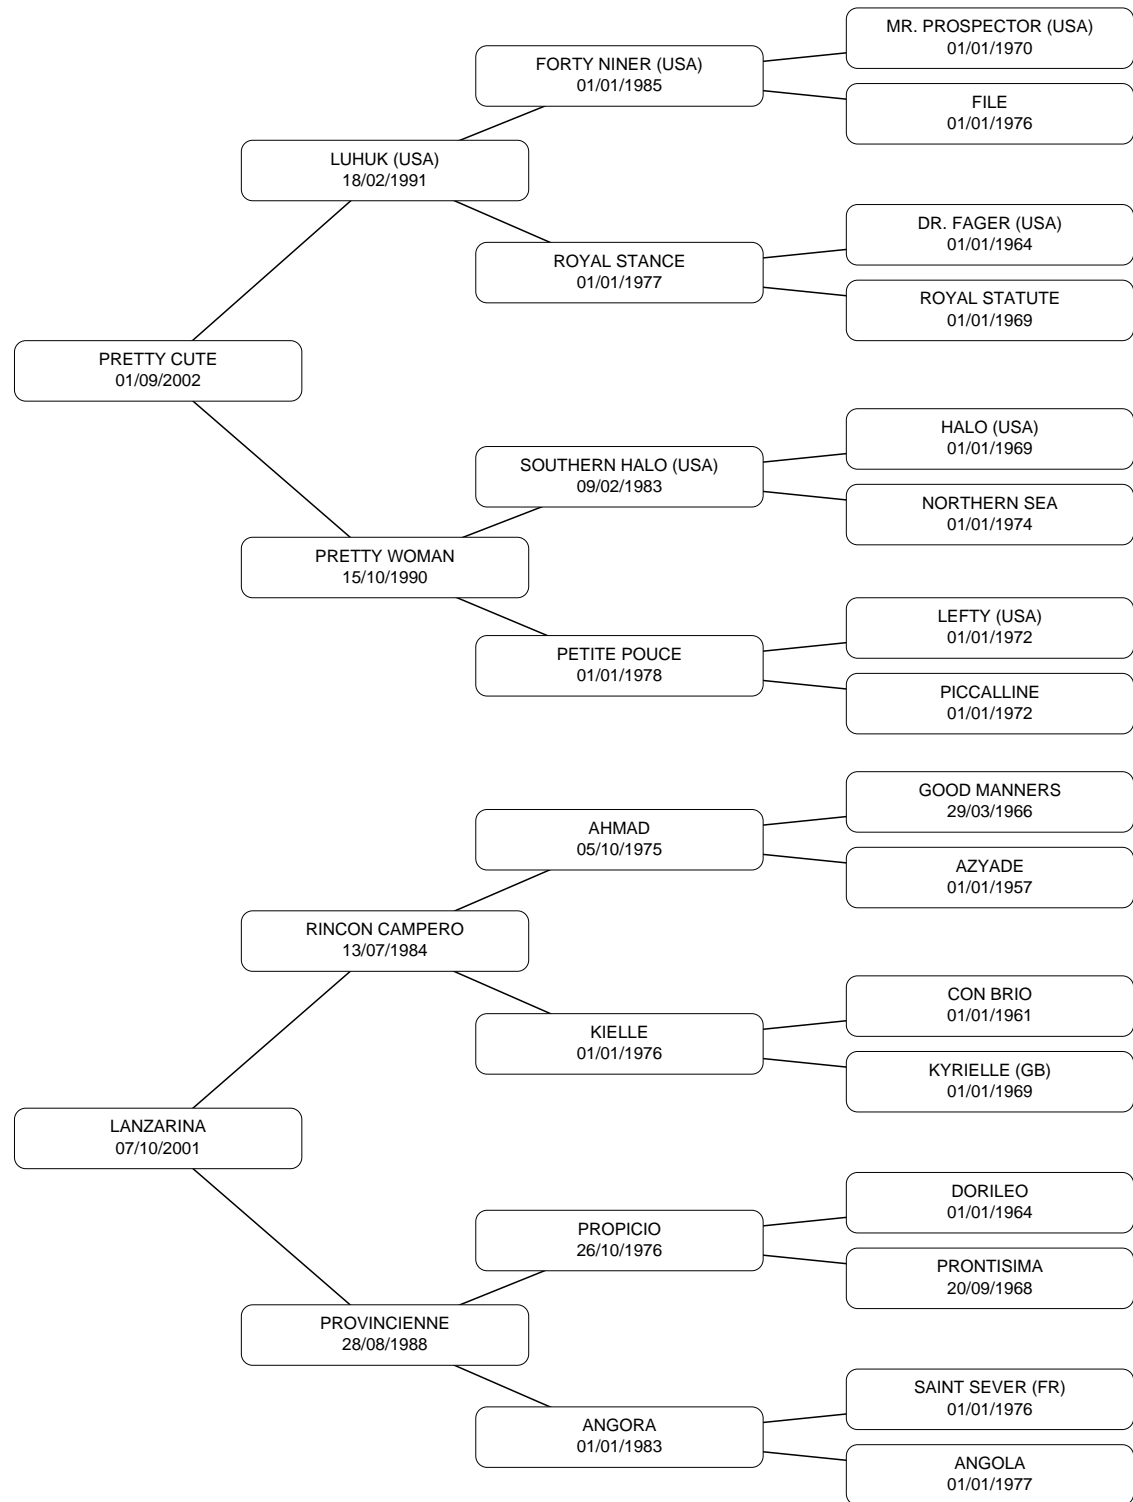 MR. PROSPECTOR (USA)
01/01/1970
FORTY NINER (USA)
01/01/1985
FILE
01/01/1976
LUHUK (USA)
18/02/1991
DR. FAGER (USA)
01/01/1964
ROYAL STANCE
01/01/1977
ROYAL STATUTE
01/01/1969
PRETTY CUTE
01/09/2002
HALO (USA)
01/01/1969
SOUTHERN HALO (USA)
09/02/1983
NORTHERN SEA
01/01/1974
PRETTY WOMAN
15/10/1990
LEFTY (USA)
01/01/1972
PETITE POUCE
01/01/1978
PICCALLINE
01/01/1972
GOOD MANNERS
29/03/1966
AHMAD
05/10/1975
AZYADE
01/01/1957
RINCON CAMPERO
13/07/1984
CON BRIO
01/01/1961
KIELLE
01/01/1976
KYRIELLE (GB)
01/01/1969
LANZARINA
07/10/2001
DORILEO
01/01/1964
PROPICIO
26/10/1976
PRONTISIMA
20/09/1968
PROVINCIENNE
28/08/1988
SAINT SEVER (FR)
01/01/1976
ANGORA
01/01/1983
ANGOLA
01/01/1977